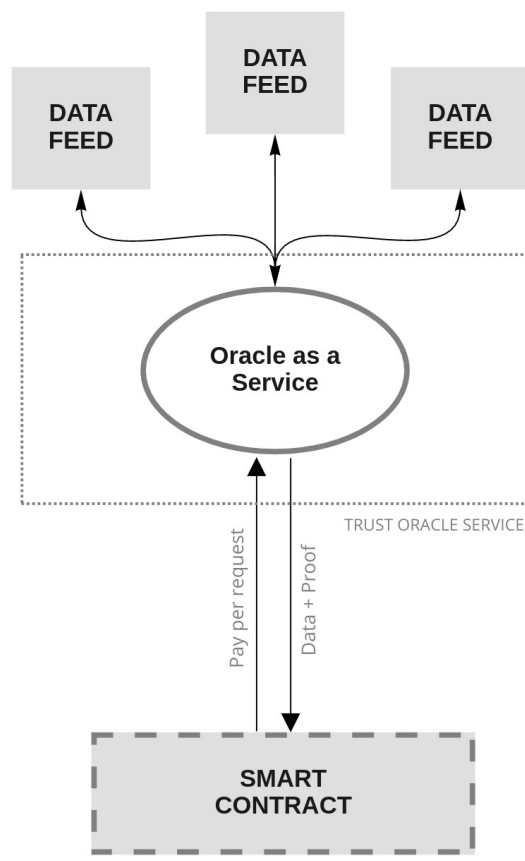 DATA
FEED
DATA
FEED
DATA
FEED
Oracle as a
Service
TRUST ORACLE SERVICE
Pay per request
Data + Proof
SMART
CONTRACT